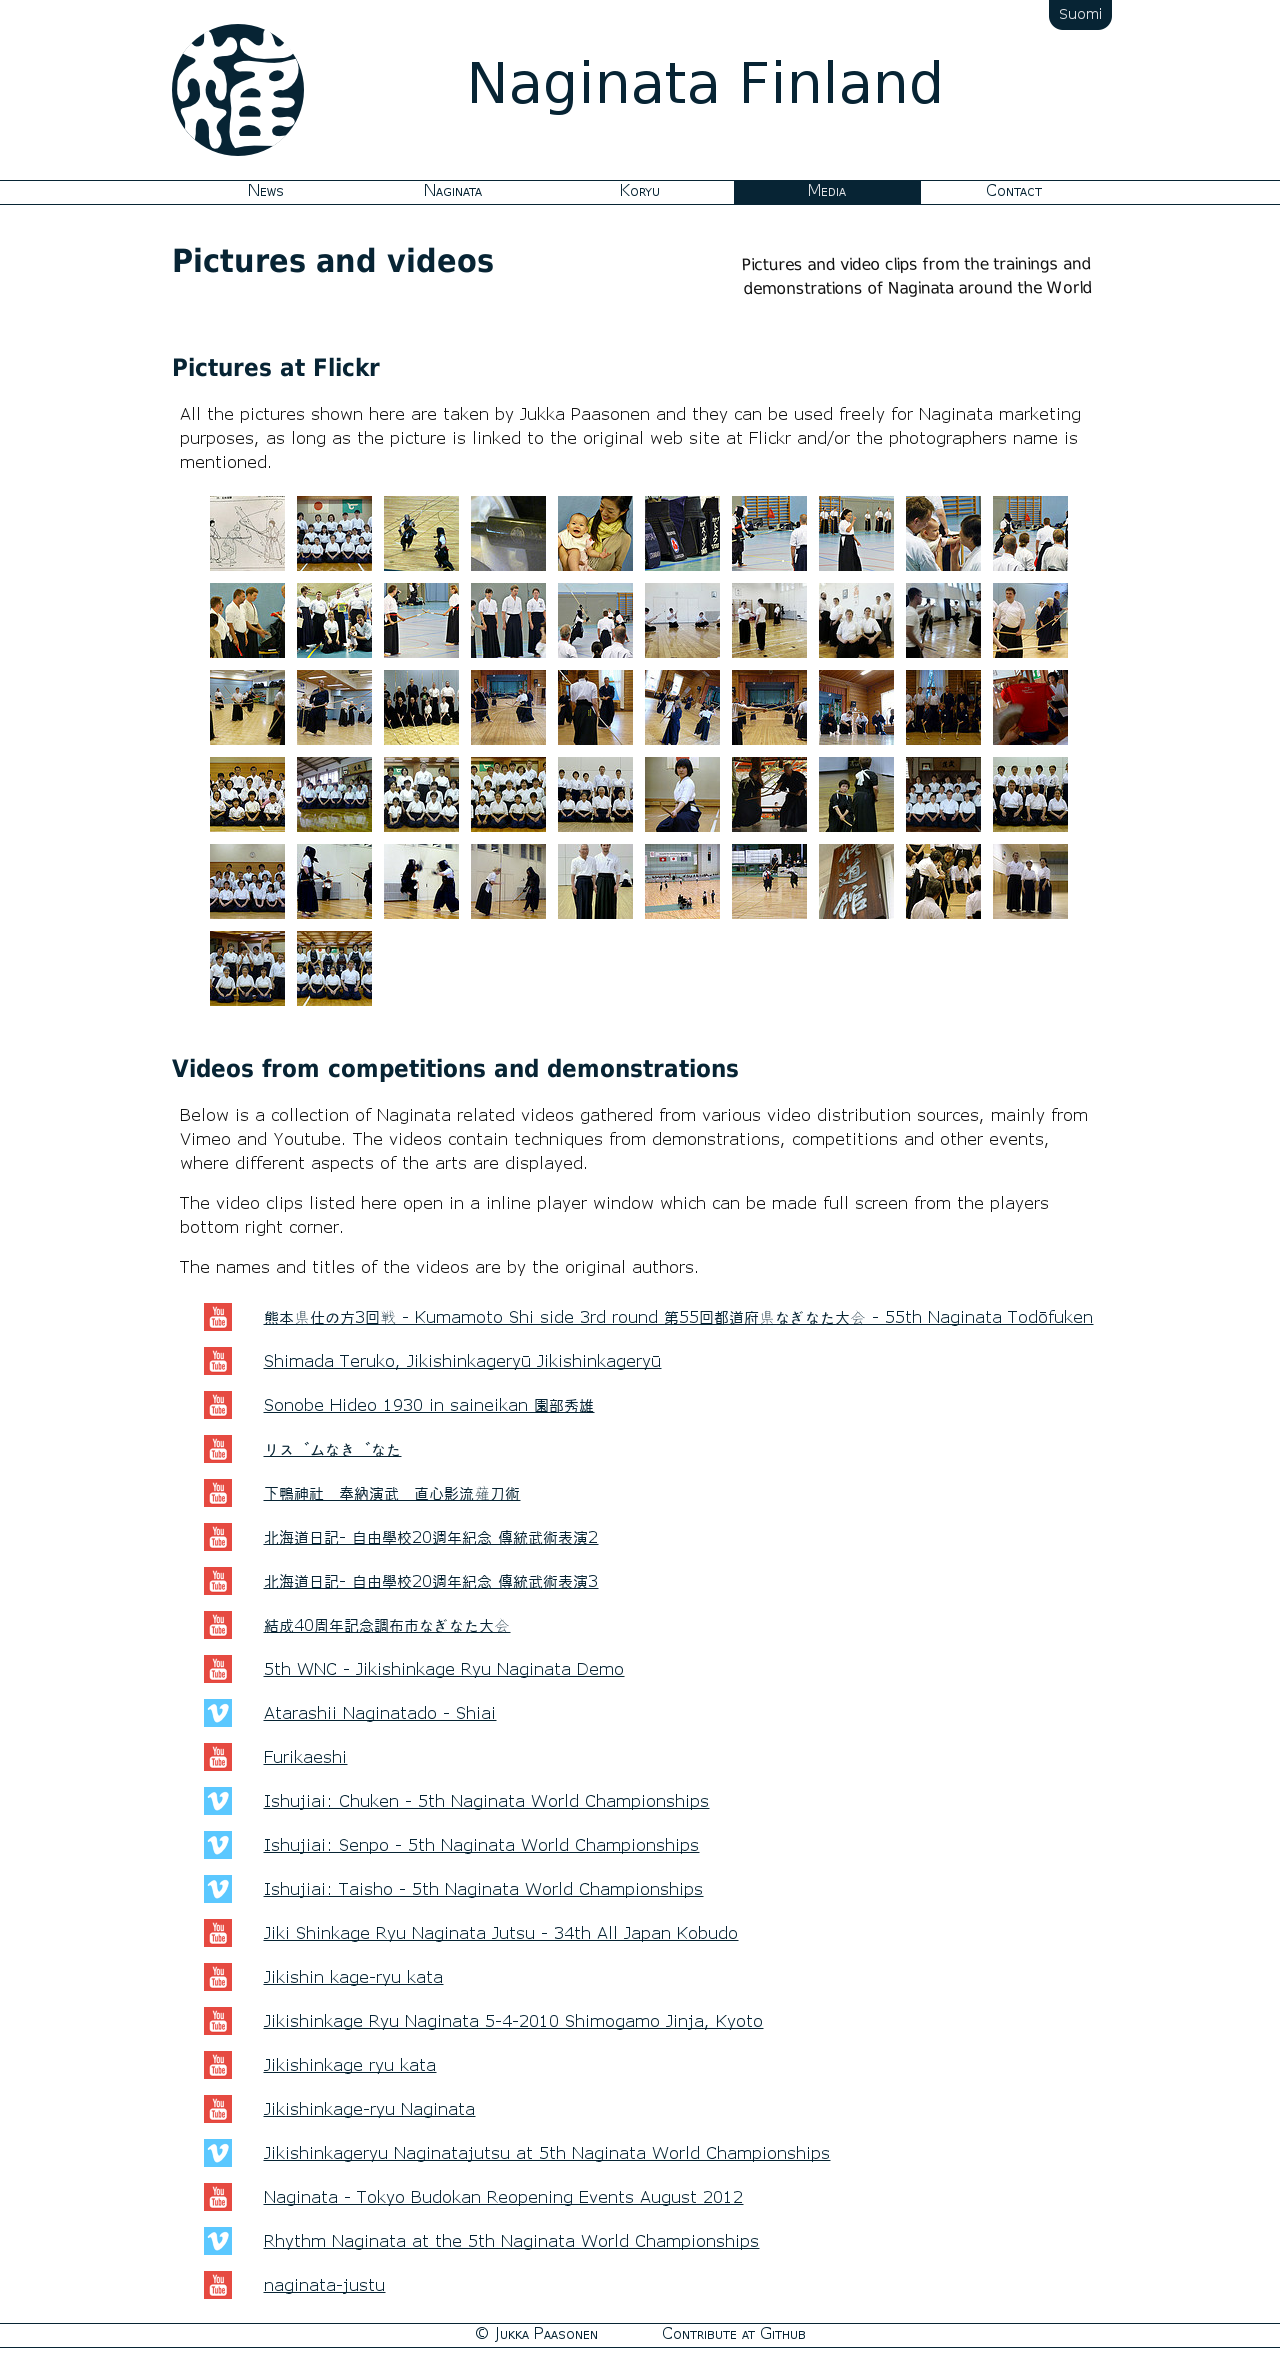 Suomi
Naginata Finland
News
Naginata
Koryu
Media
Contact
Pictures and videos
Pictures and video clips from the trainings and
demonstrations of Naginata around the World
Pictures at Flickr
All the pictures shown here are taken by Jukka Paasonen and they can be used freely for Naginata marketing
purposes, as long as the picture is linked to the original web site at Flickr and/or the photographers name is
mentioned.
Videos from competitions and demonstrations
Below is a collection of Naginata related videos gathered from various video distribution sources, mainly from
Vimeo and Youtube. The videos contain techniques from demonstrations, competitions and other events,
where different aspects of the arts are displayed.
The video clips listed here open in a inline player window which can be made full screen from the players
bottom right corner.
The names and titles of the videos are by the original authors.
熊本県仕の方3回戦 - Kumamoto Shi side 3rd round 第55回都道府県なぎなた大会 - 55th Naginata Todōfuken
Shimada Teruko, Jikishinkageryū Jikishinkageryū
Sonobe Hideo 1930 in saineikan 園部秀雄
リズムなぎなた
下鴨神社　奉納演武　直心影流薙刀術
北海道日記- 自由學校20週年紀念 傳統武術表演2
北海道日記- 自由學校20週年紀念 傳統武術表演3
結成40周年記念調布市なぎなた大会
5th WNC - Jikishinkage Ryu Naginata Demo
Atarashii Naginatado - Shiai
Furikaeshi
Ishujiai: Chuken - 5th Naginata World Championships
Ishujiai: Senpo - 5th Naginata World Championships
Ishujiai: Taisho - 5th Naginata World Championships
Jiki Shinkage Ryu Naginata Jutsu - 34th All Japan Kobudo
Jikishin kage-ryu kata
Jikishinkage Ryu Naginata 5-4-2010 Shimogamo Jinja, Kyoto
Jikishinkage ryu kata
Jikishinkage-ryu Naginata
Jikishinkageryu Naginatajutsu at 5th Naginata World Championships
Naginata - Tokyo Budokan Reopening Events August 2012
Rhythm Naginata at the 5th Naginata World Championships
naginata-justu
© Jukka Paasonen
Contribute at Github